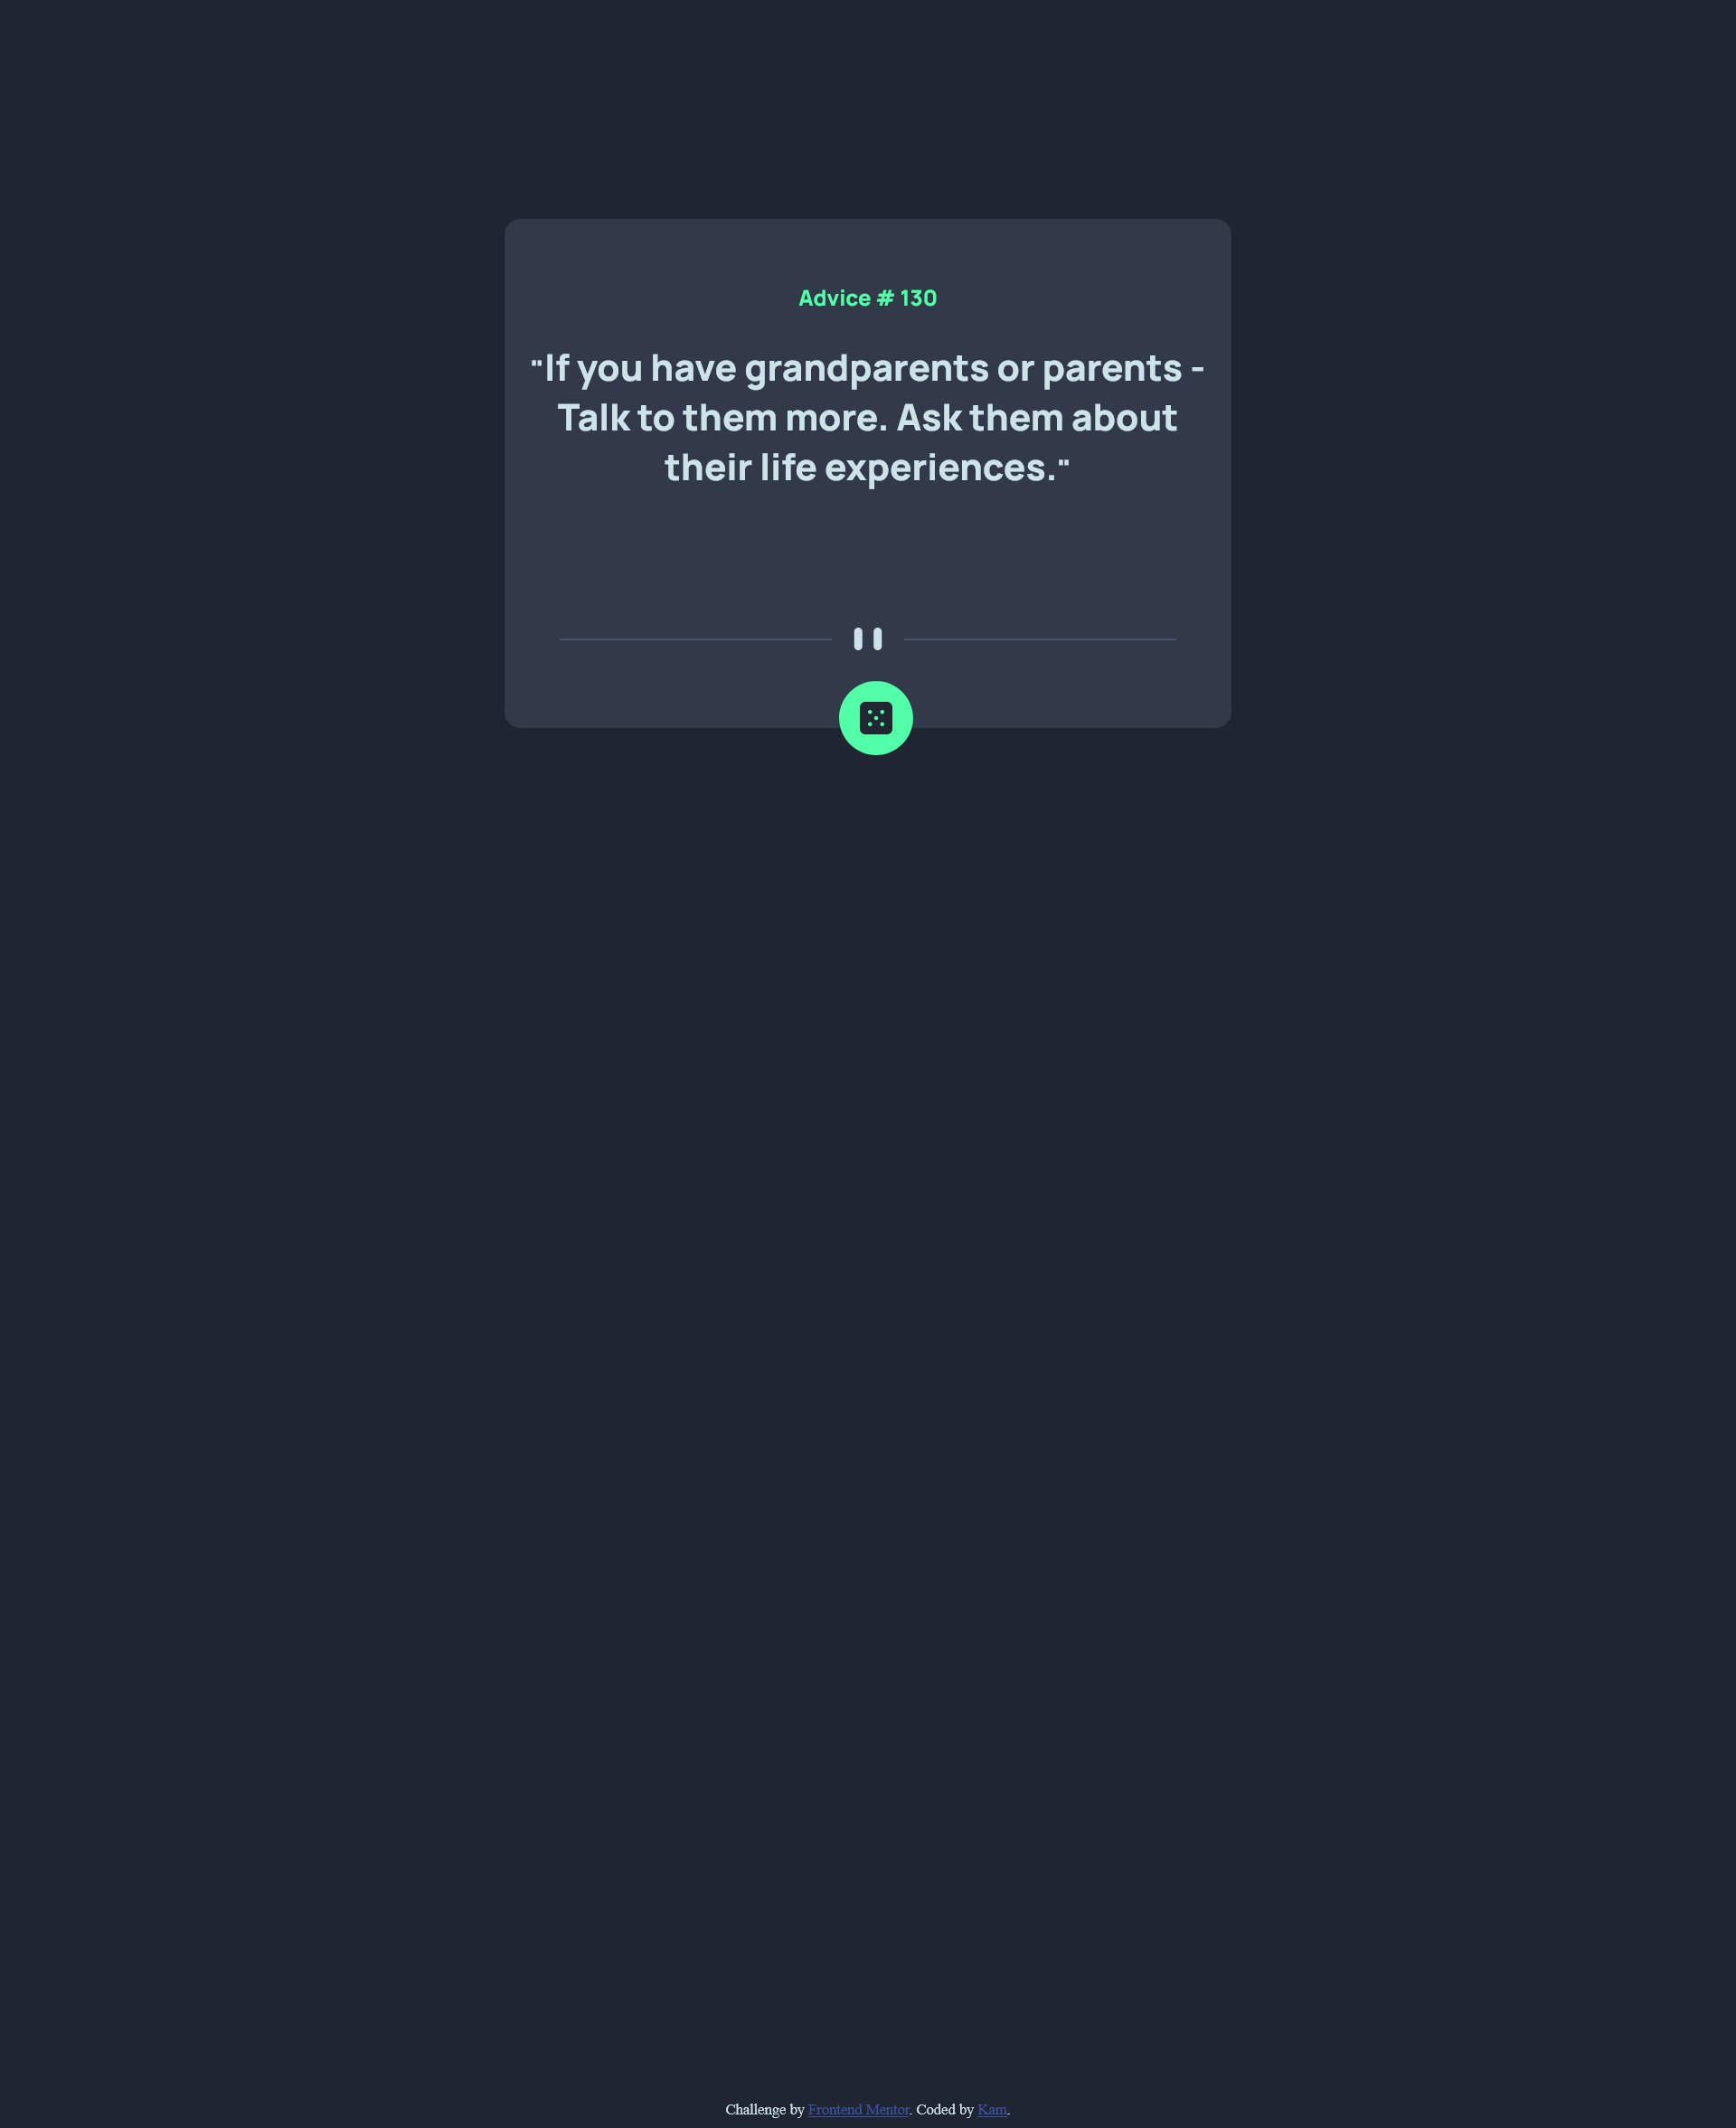 Advice # 130
"If you have grandparents or parents -
Talk to them more. Ask them about
their life experiences."
Challenge by Frontend Mentor. Coded by Kam.